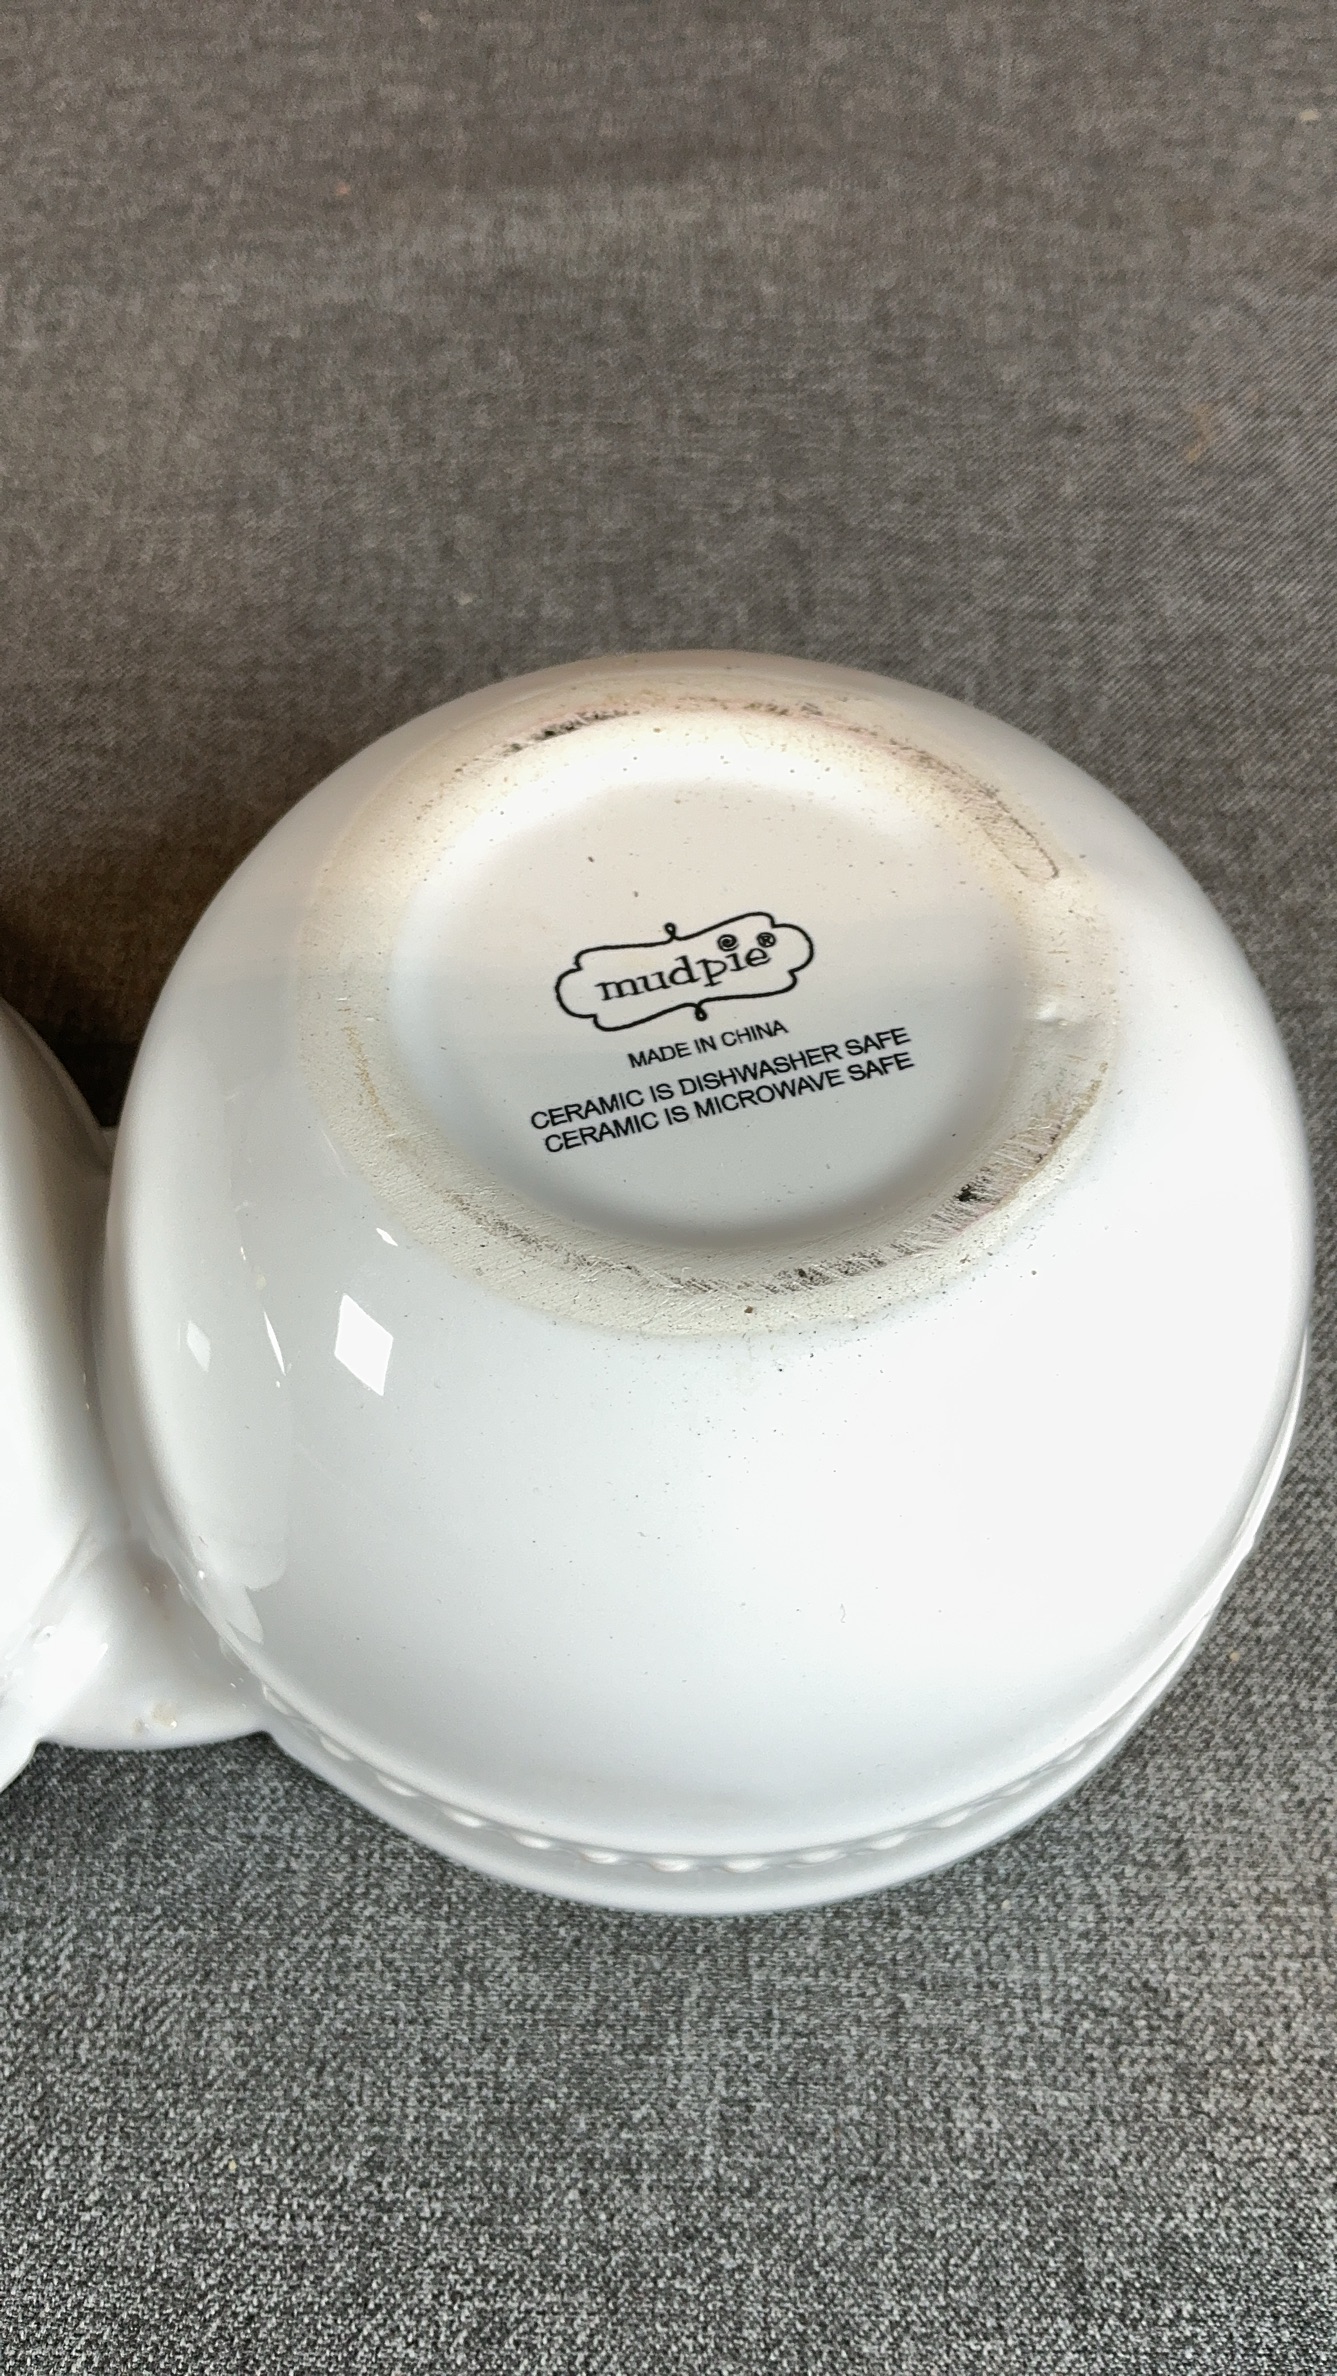 mudpie®
MADE IN CHINA
CERAMIC IS DISHWASHER SAFE
CERAMIC IS MICROWAVE SAFE